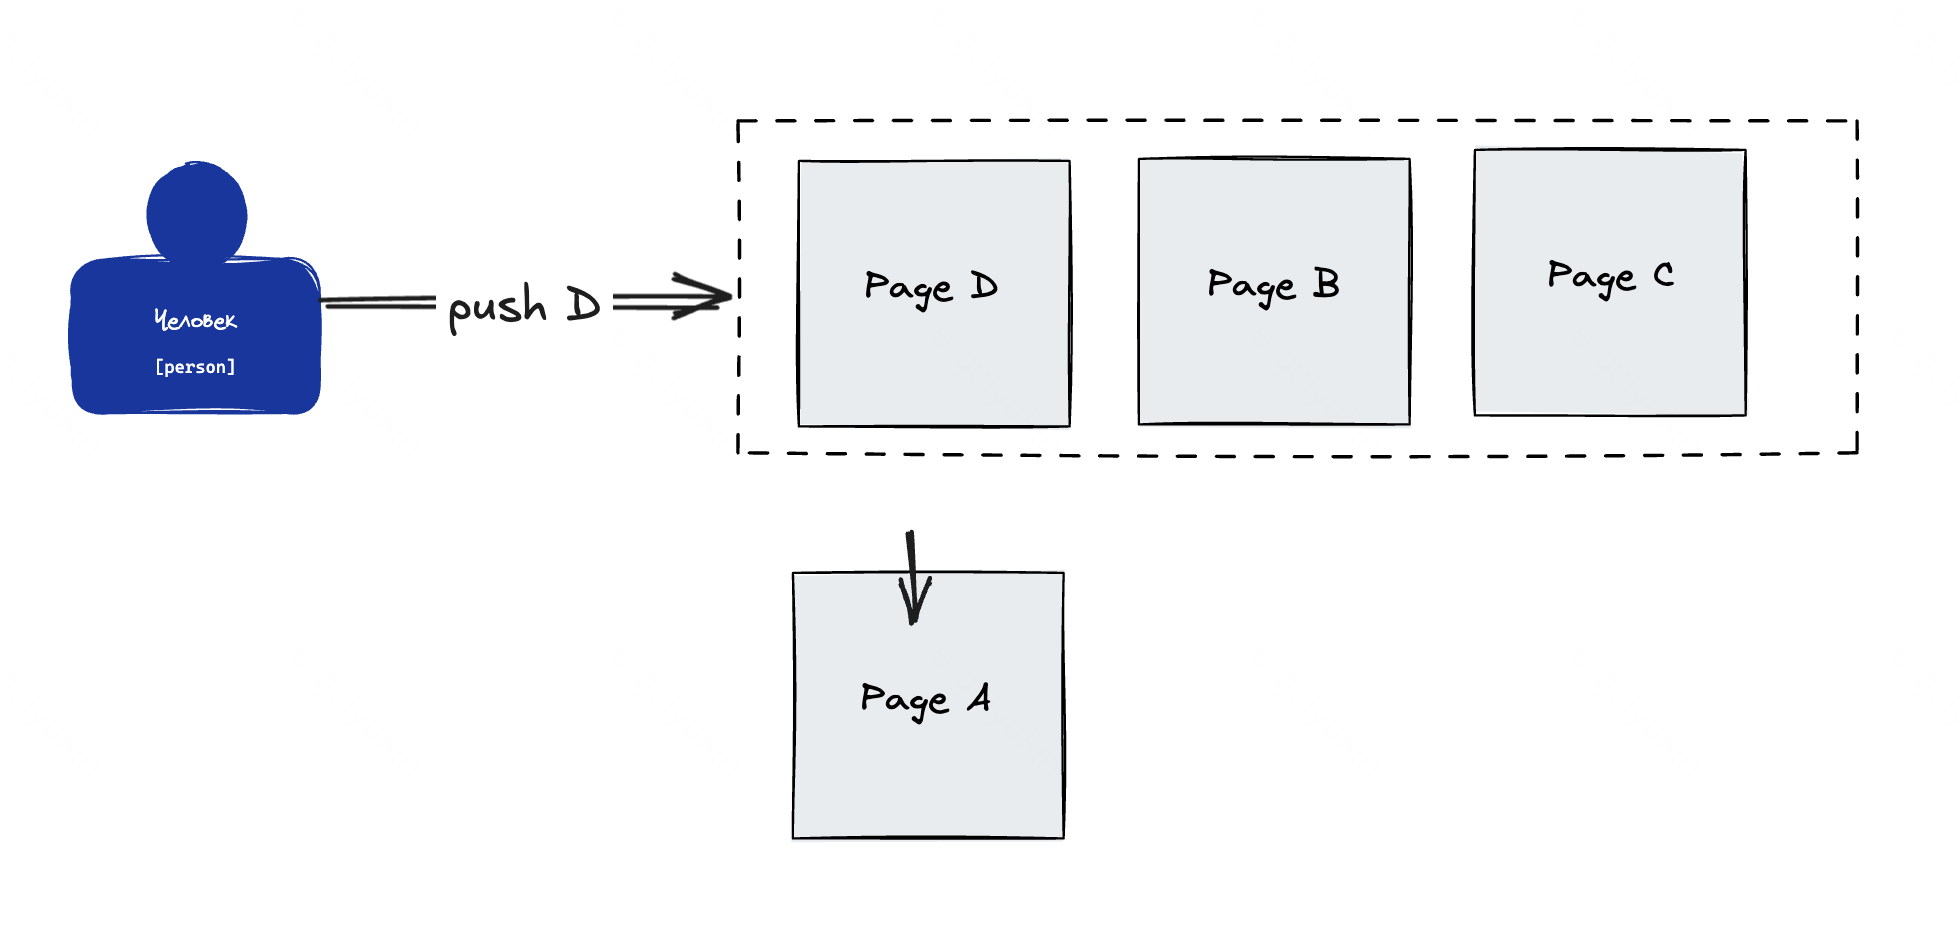 Человек
[person]
push D
Page D
Page B
Page C
Page A